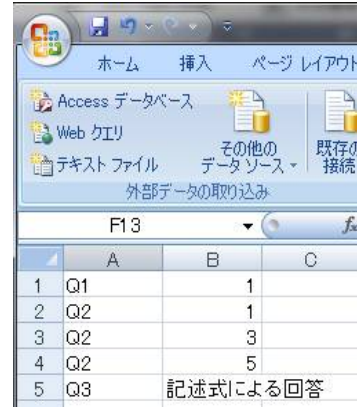 ホーム 挿入 ページ レイアウト
Access データベース
Web クエリ
テキスト ファイル
その他の
データ ソース
既存の
接続
外部データの取り込み
F13
A B C
1 Q1 1
2 Q2 1
3 Q2 3
4 Q2 5
5 Q3 記述式による回答